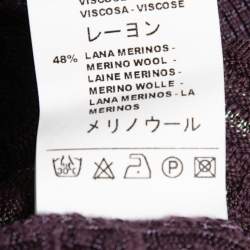 VISCOSA - VISCOSE
レーヨン
48% LANA MERINOS -
MERINO WOOL -
LAINE MERINOS -
MERINO WOLLE -
LANA MERINOS - LA
MERINOS
メリノウール